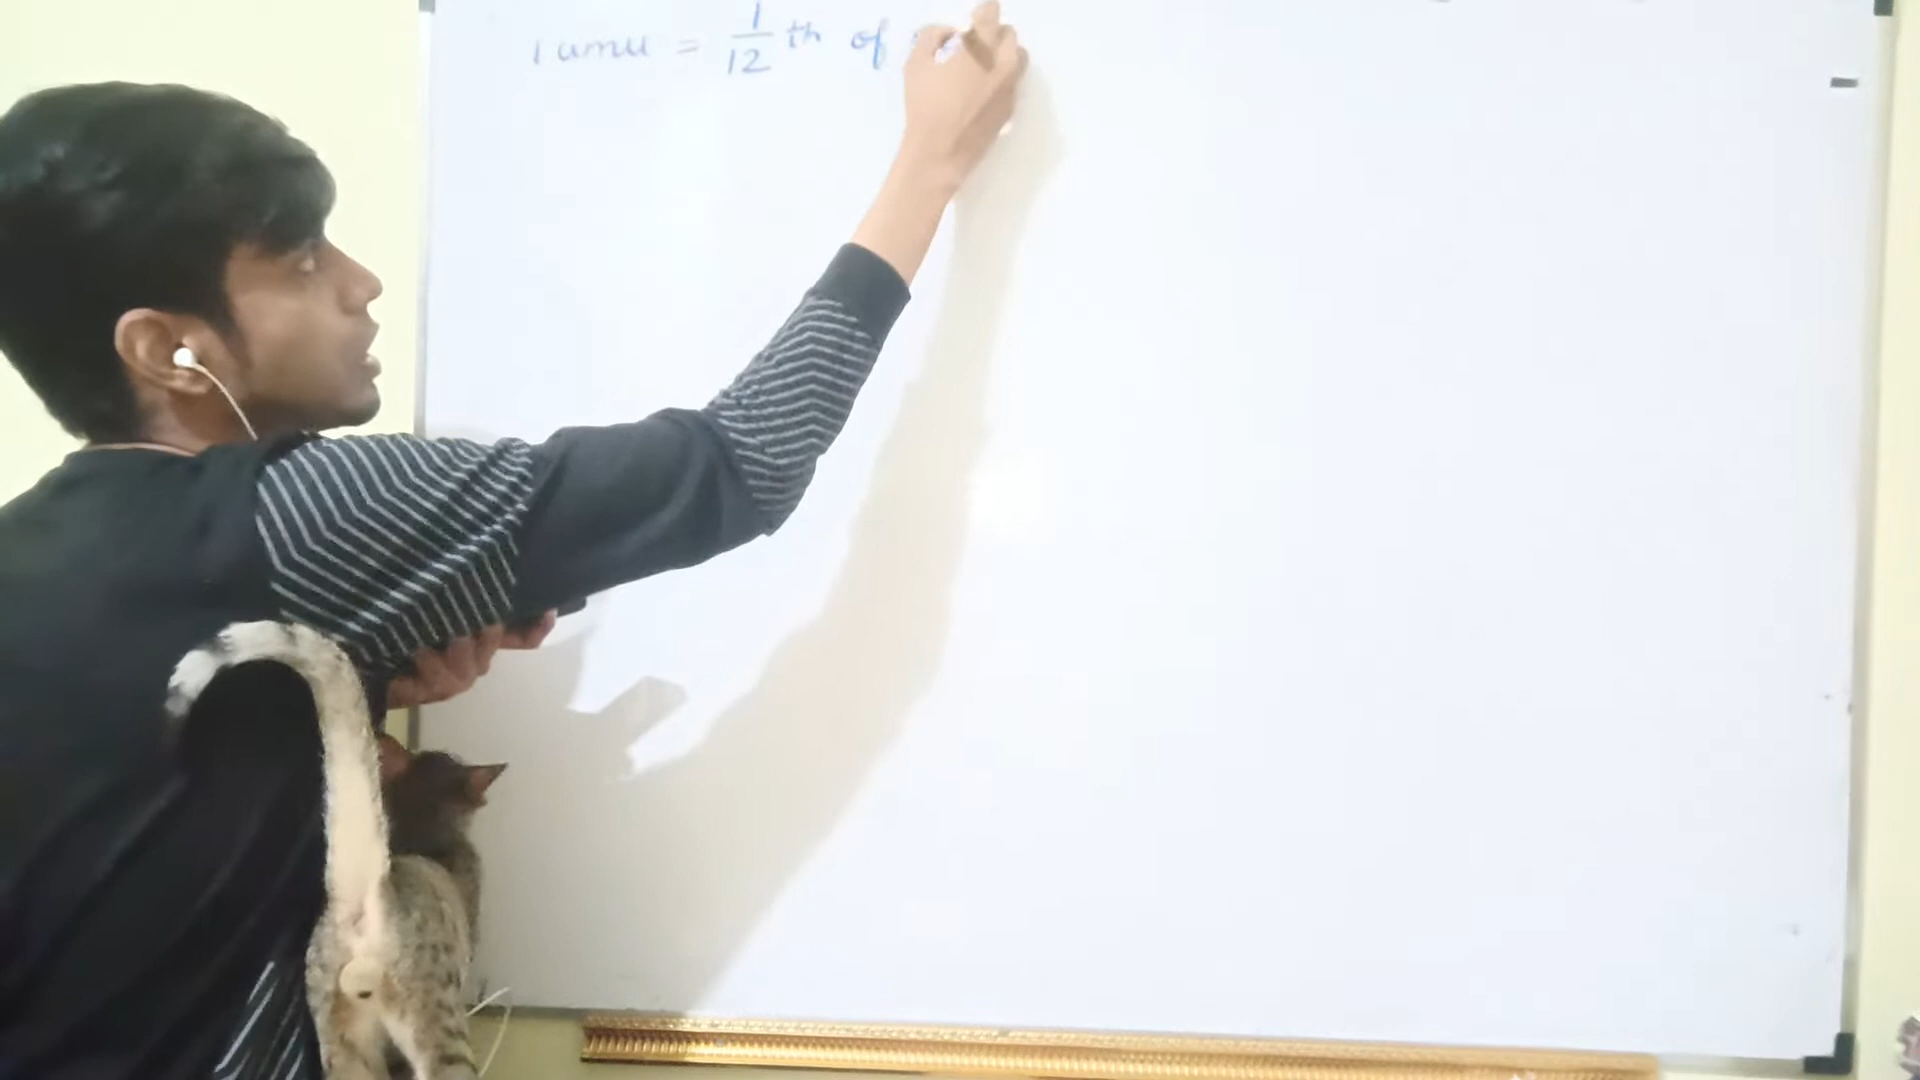 1 amu = 1/12 th of